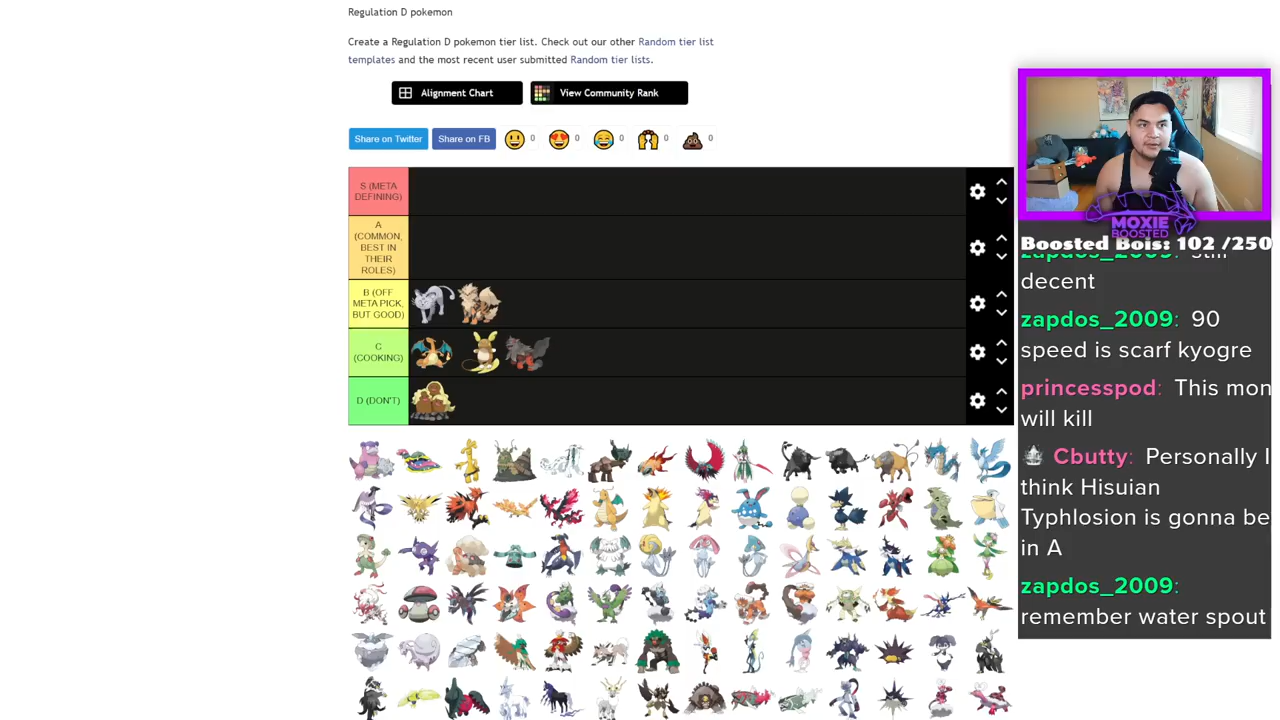 Regulation D pokemon
Create a Regulation D pokemon tier list. Check out our other Random tier list
templates and the most recent user submitted Random tier lists.
Alignment Chart
View Community Rank
Share on Twitter
Share on FB
0
0
0
0
0
S (META
DEFINING)
A
(COMMON,
BEST IN
THEIR
ROLES)
B (OFF
META PICK,
BUT GOOD)
C
(COOKING)
D (DON'T)
MOXIE
BOOSTED
Boosted Bois: 102 /250
zapdos_2009: still
decent
zapdos_2009: 90
speed is scarf kyogre
princesspod: This mon
will kill
Cbutty: Personally I
think Hisuian
Typhlosion is gonna be
in A
zapdos_2009:
remember water spout